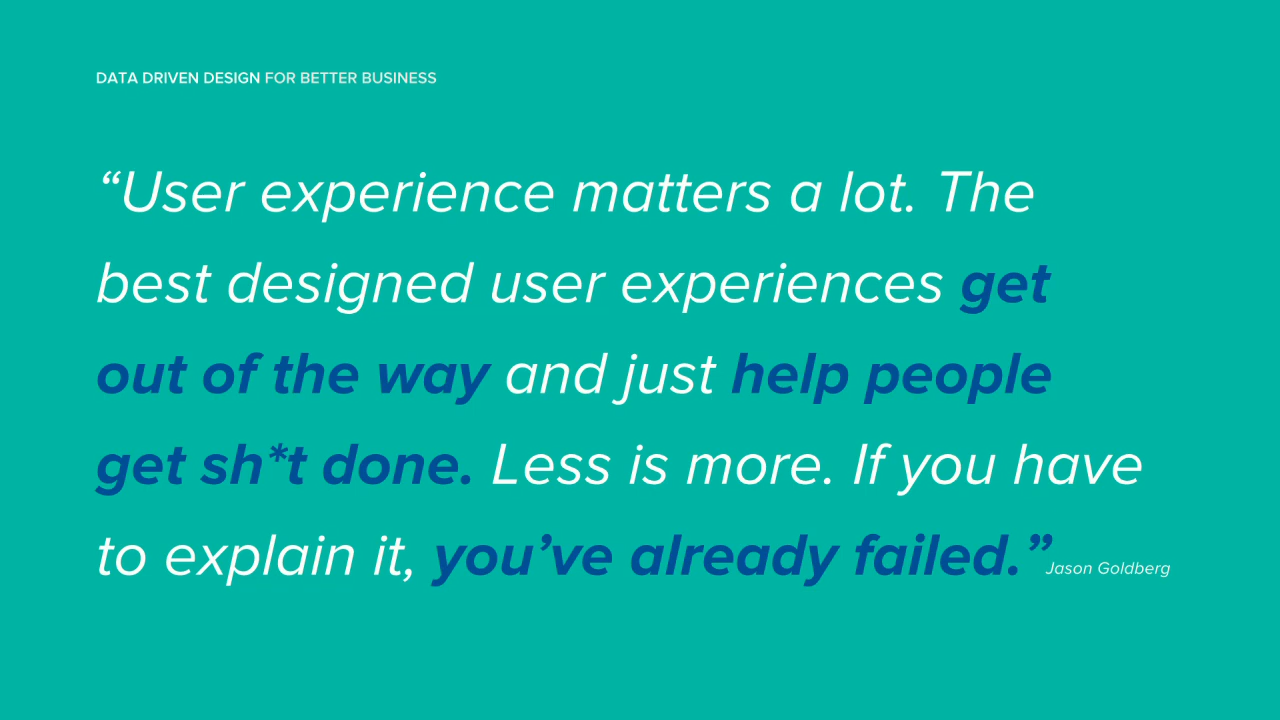 DATA DRIVEN DESIGN FOR BETTER BUSINESS
“User experience matters a lot. The
best designed user experiences get
out of the way and just help people
get sh*t done. Less is more. If you have
to explain it, you’ve already failed.” Jason Goldberg